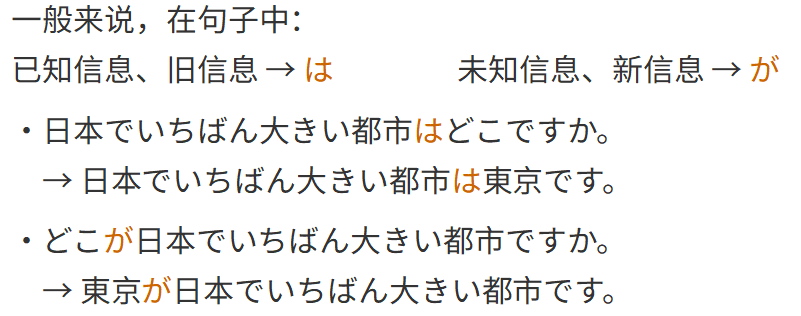 一般来说，在句子中：
已知信息、旧信息 → は　　　　未知信息、新信息 → が
・日本でいちばん大きい都市はどこですか。
→ 日本でいちばん大きい都市は東京です。
・どこが日本でいちばん大きい都市ですか。
→ 東京が日本でいちばん大きい都市です。